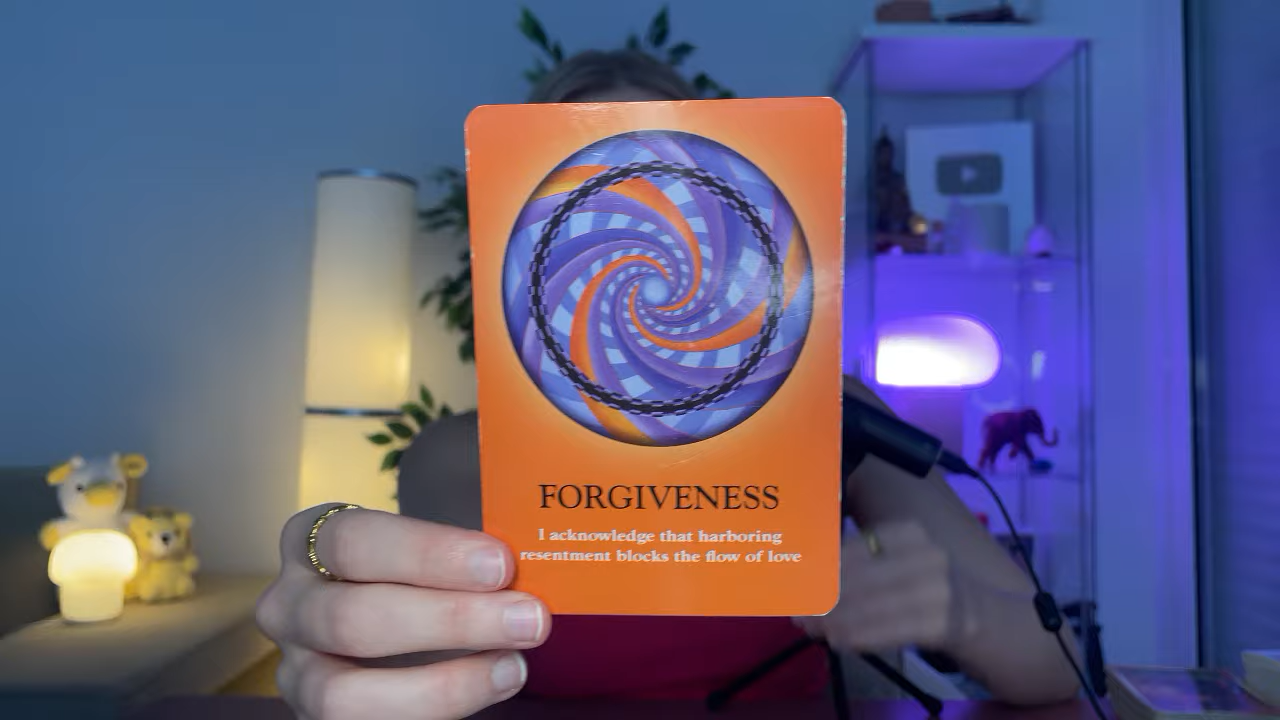 FORGIVENESS
I acknowledge that harboring
resentment blocks the flow of love